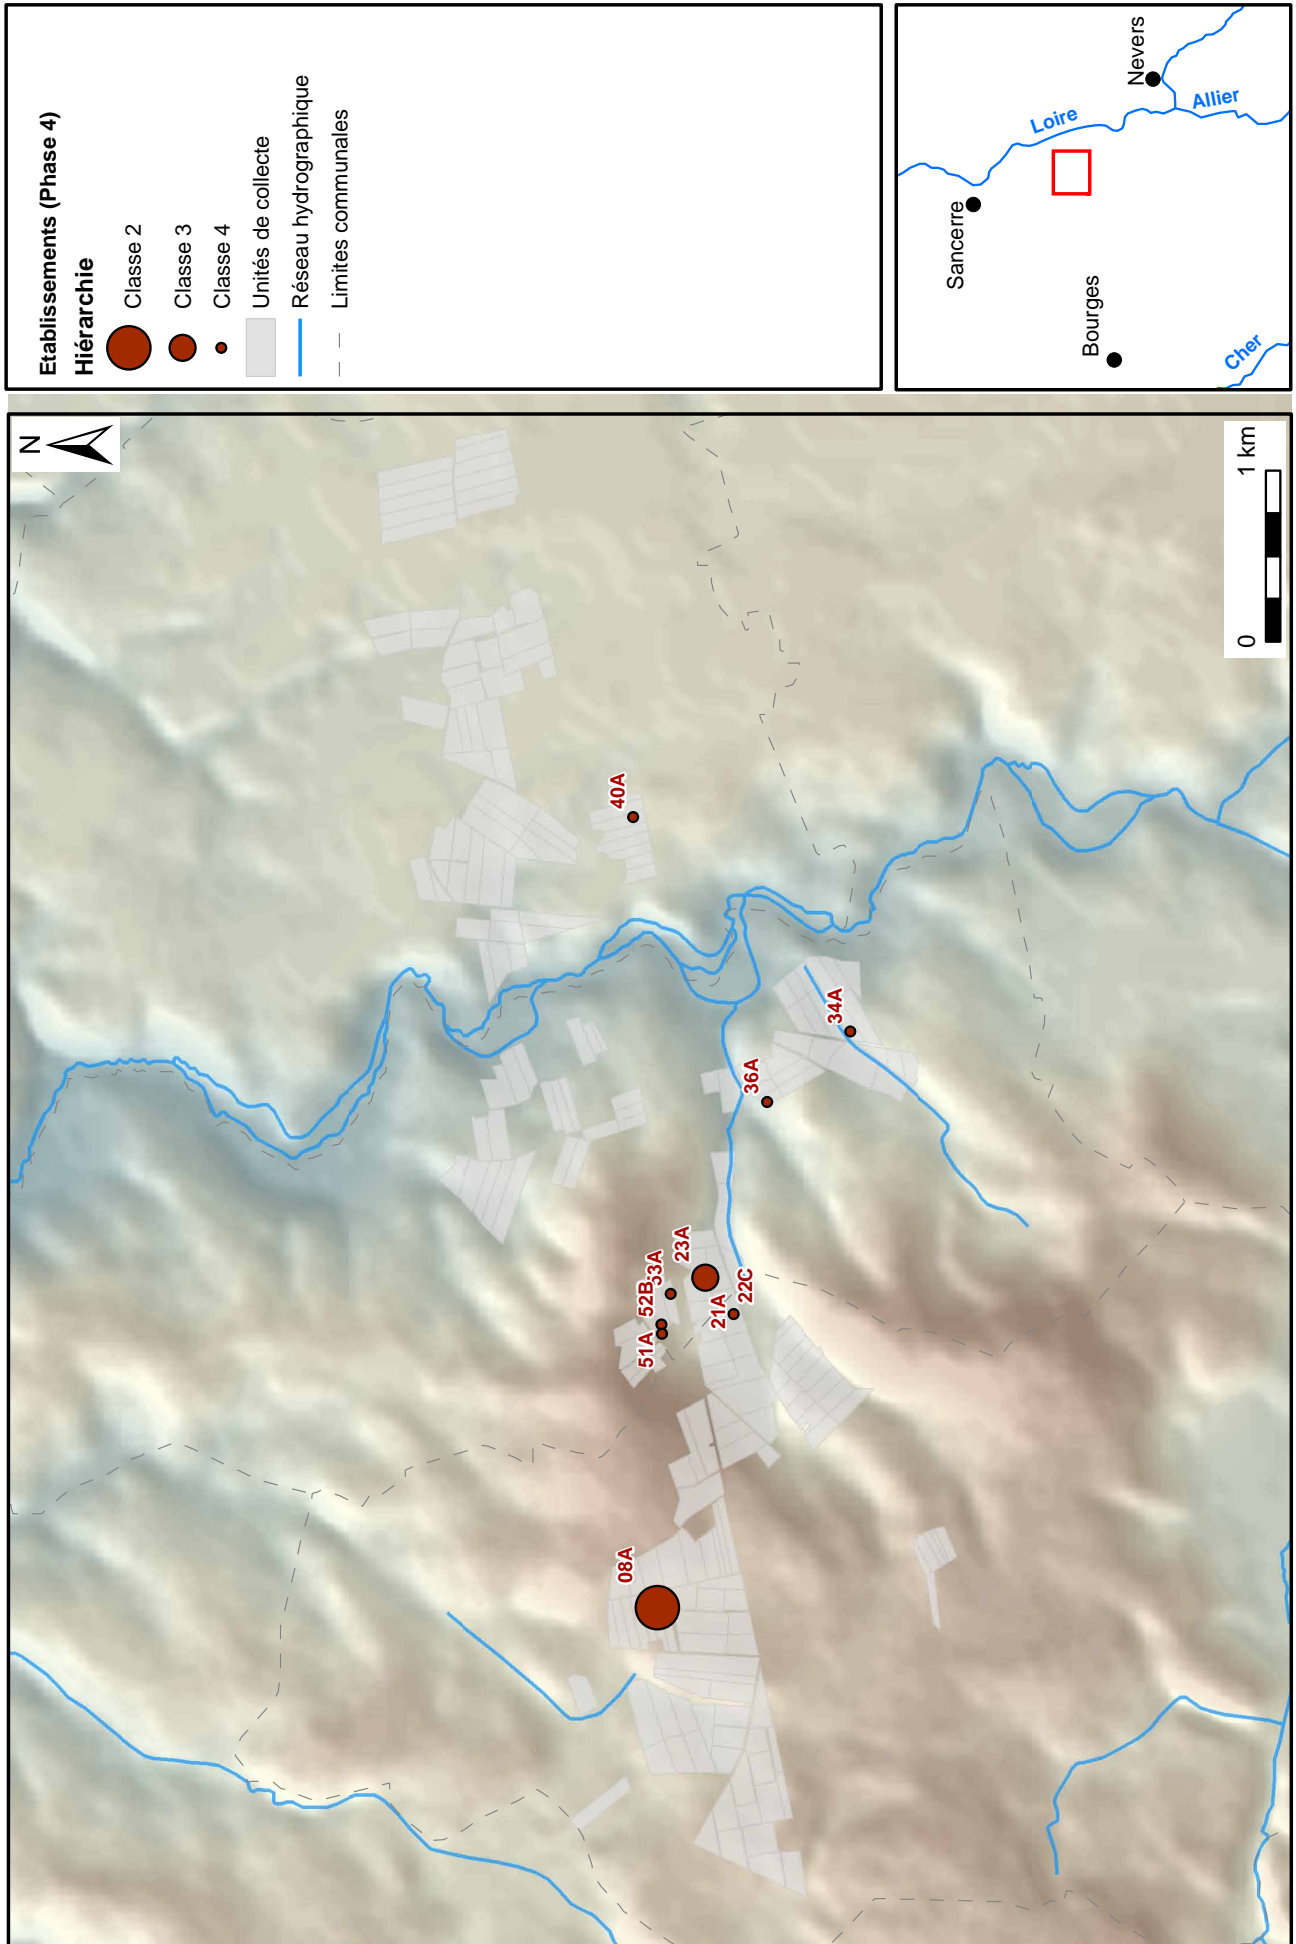 Etablissements (Phase 4)
Hiérarchie
Classe 2
Classe 3
Classe 4
Unités de collecte
Réseau hydrographique
Limites communales
Nevers
Loire
Allier
Sancerre
Bourges
Cher
N
0
1 km
40A
34A
36A
23A
53A
52B
51A
21A
22C
08A